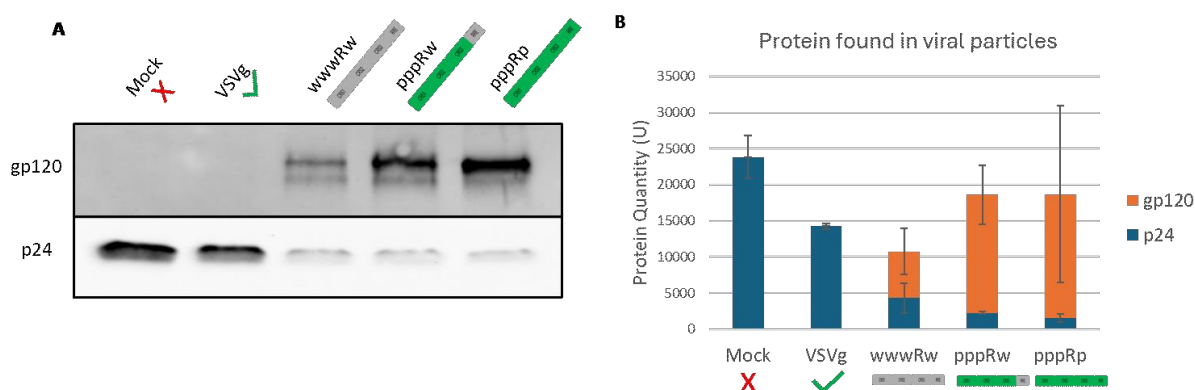 A
Mock
VSVg
wwwRw
pppRw
pppRp
gp120
p24
B
Protein found in viral particles
Protein Quantity (U)
35000
30000
25000
20000
15000
10000
5000
0
Mock
VSVg
wwwRw
pppRw
pppRp
gp120
p24